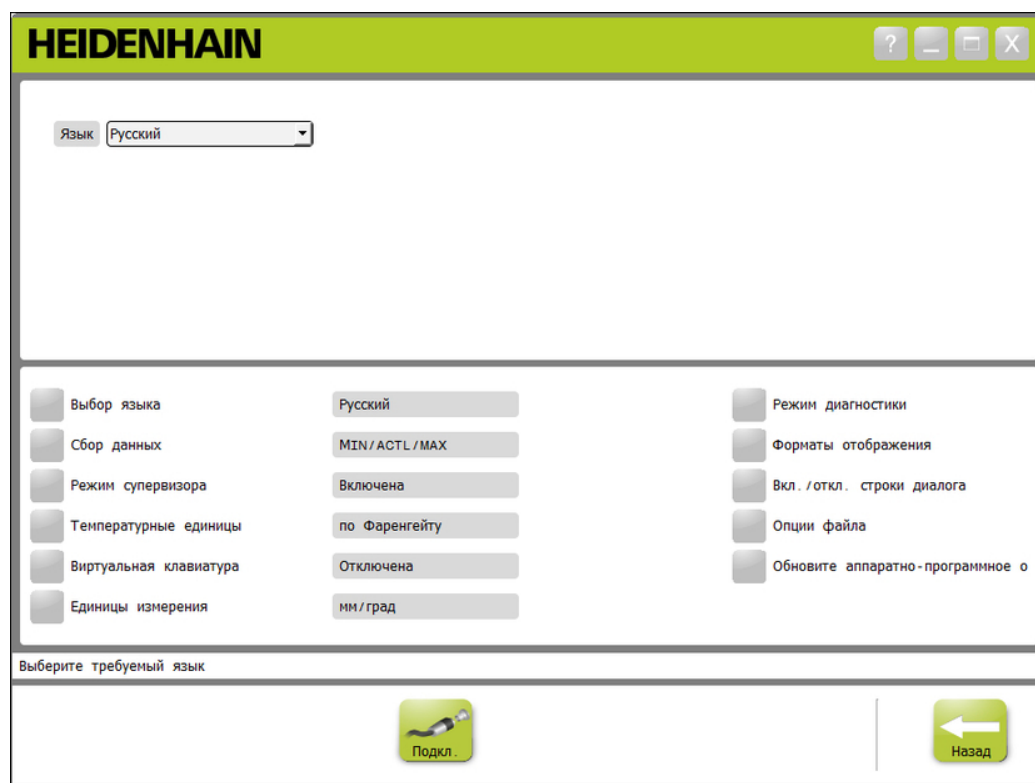 HEIDENHAIN
? _ X
Язык Русский
Выбор языка Русский Режим диагностики
Сбор данных MIN/ACTL/MAX Форматы отображения
Режим супервизора Включена Вкл./откл. строки диалога
Температурные единицы по Фаренгейту Опции файла
Виртуальная клавиатура Отключена Обновите аппаратно-программное о
Единицы измерения мм/град
Выберите требуемый язык
Подкл. Назад